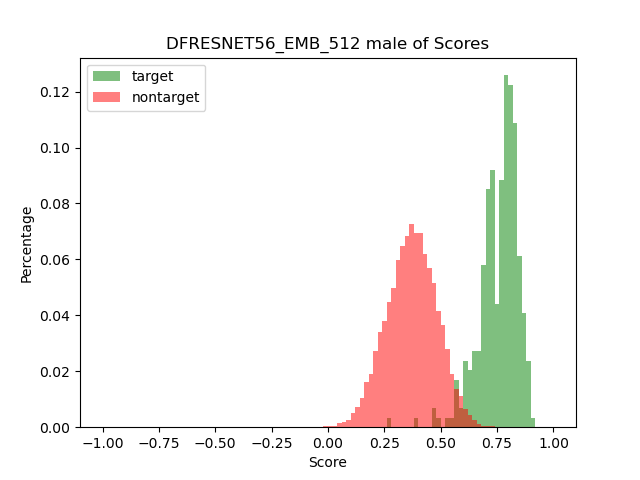 DFRESNET56_EMB_512 male of Scores
target
nontarget
Percentage
0.12
0.10
0.08
0.06
0.04
0.02
0.00
−1.00 −0.75 −0.50 −0.25 0.00 0.25 0.50 0.75 1.00
Score